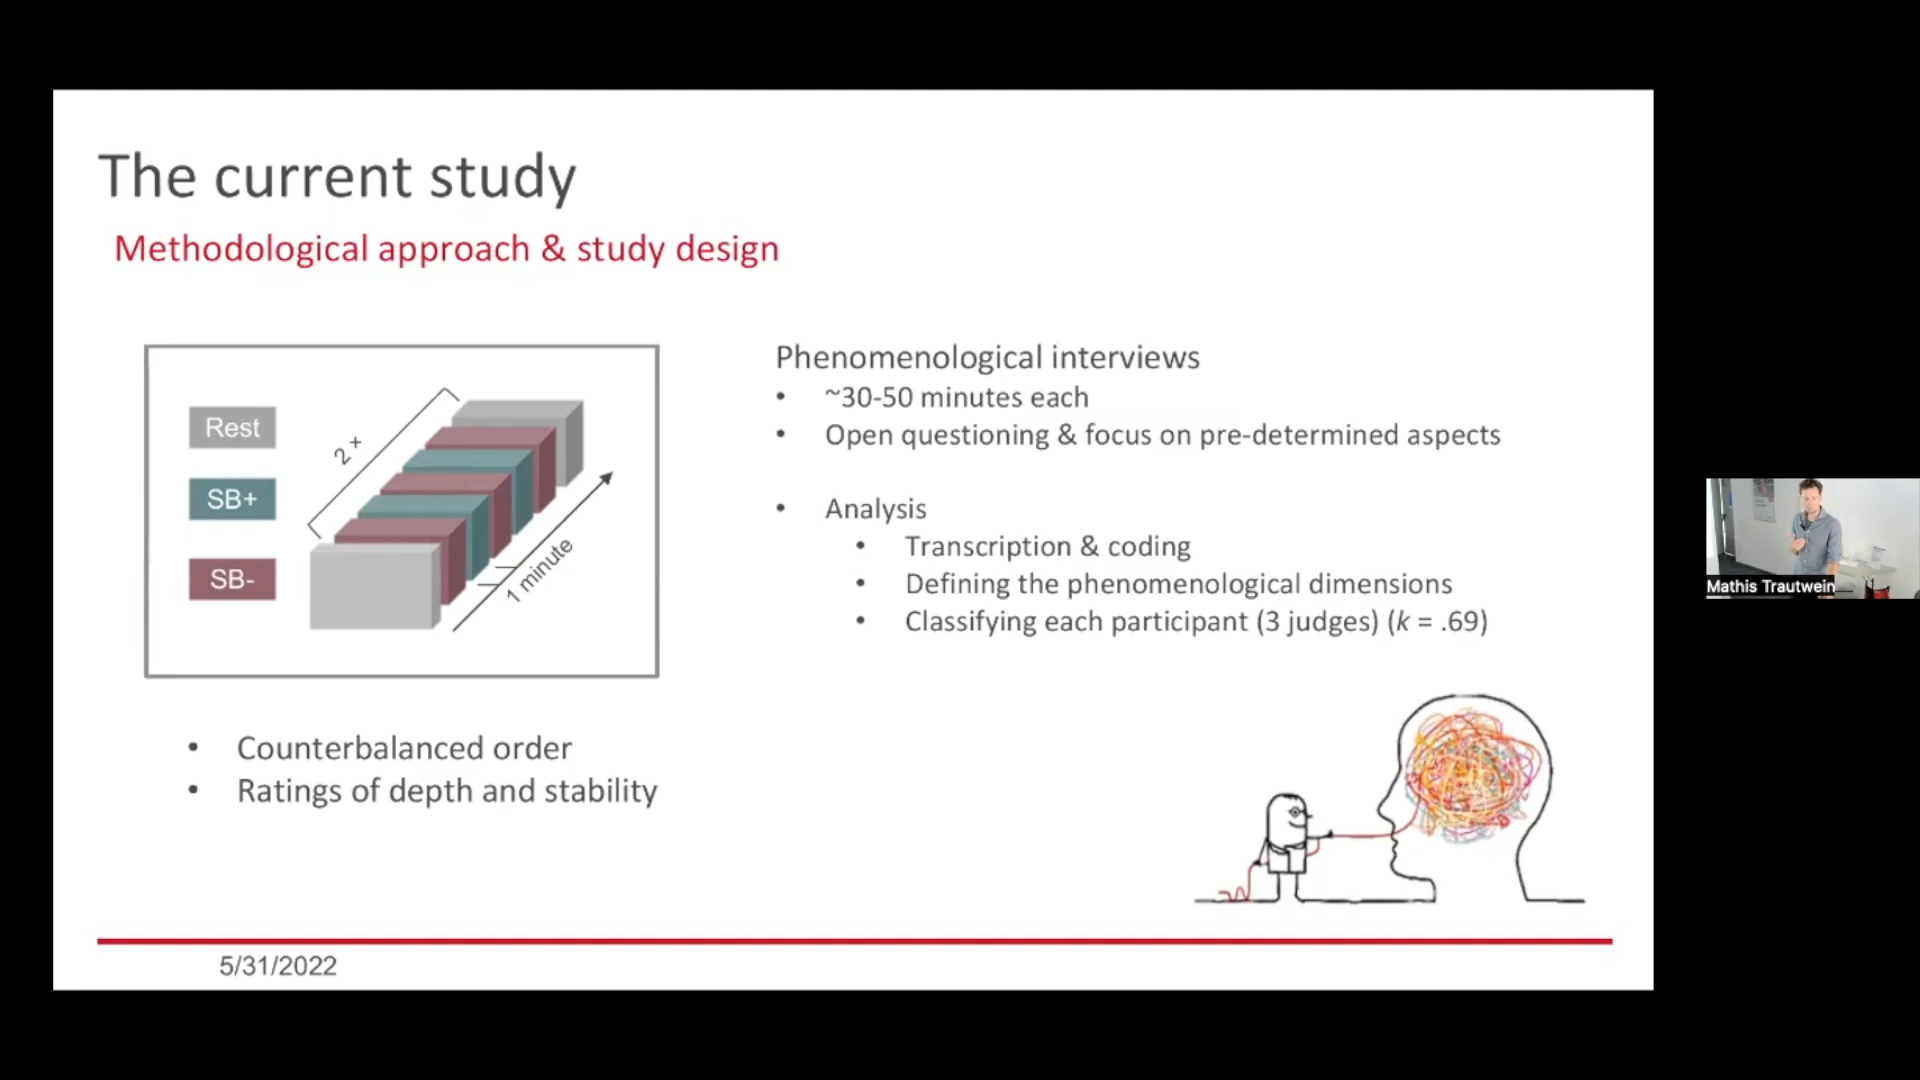 The current study
Methodological approach & study design
Rest
SB+
SB-
2 +
1 minute
• Counterbalanced order
• Ratings of depth and stability
Phenomenological interviews
• ~30-50 minutes each
• Open questioning & focus on pre-determined aspects
• Analysis
• Transcription & coding
• Defining the phenomenological dimensions
• Classifying each participant (3 judges) (k = .69)
5/31/2022
Mathis Trautwein